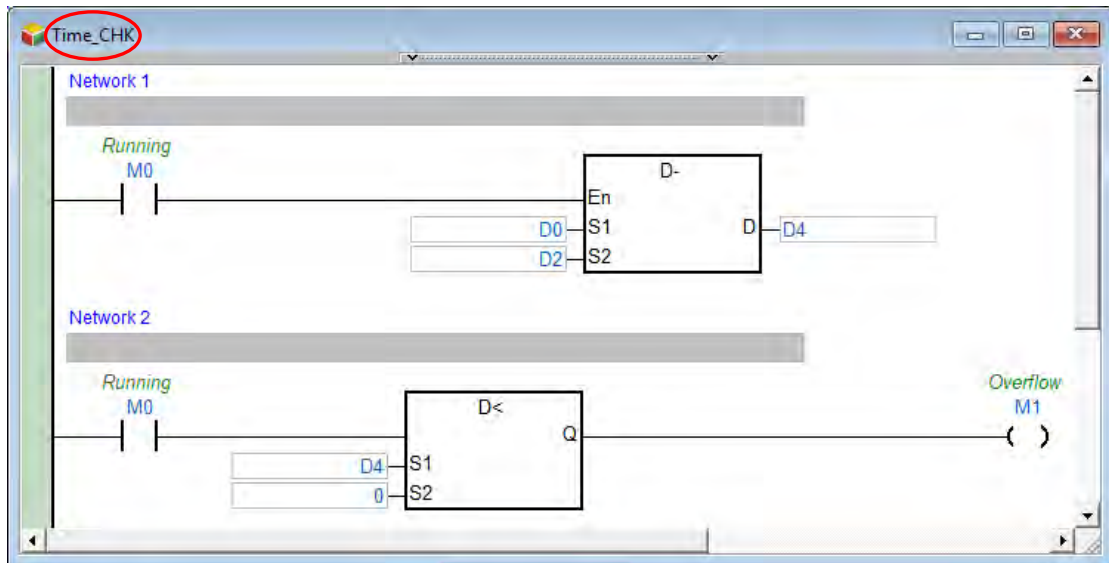 Time_CHK
Network 1
Running
M0
D-
En
D0 S1 D D4
D2 S2
Network 2
Running Overflow
M0 D< M1
Q
D4 S1
0 S2